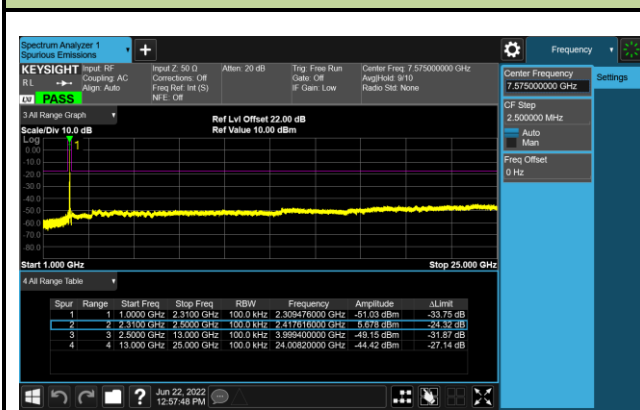 Spectrum Analyzer 1
Spurious Emissions
+
Frequency
KEYSIGHT Input: RF Input Z: 50 Ω Atten: 20 dB Trig: Free Run Center Freq: 7.575000000 GHz
RL Coupling: AC Corrections: Off Gate: Off Avg|Hold: 9/10
Align: Auto Freq Ref: Int (S) IF Gain: Low Radio Std: None
NFE: Off
LXI PASS
Center Frequency
7.575000000 GHz
Settings
CF Step
2.500000 MHz
Auto
Man
Freq Offset
0 Hz
3 All Range Graph
Ref Lvl Offset 22.00 dB
Scale/Div 10.0 dB Ref Value 10.00 dBm
Log
1
0.00
-10.0
-20.0
-30.0
-40.0
-50.0
-60.0
-70.0
-80.0
Start 1.000 GHz Stop 25.000 GHz
4 All Range Table
Spur Range Start Freq Stop Freq RBW Frequency Amplitude ΔLimit
1 1 1.0000 GHz 2.3100 GHz 100.0 kHz 2.309476000 GHz -51.03 dBm -33.75 dB
2 2 2.3100 GHz 2.5000 GHz 100.0 kHz 2.417616000 GHz 5.678 dBm -24.32 dB
3 3 2.5000 GHz 13.000 GHz 100.0 kHz 3.999400000 GHz -49.15 dBm -31.87 dB
4 4 13.000 GHz 25.000 GHz 100.0 kHz 24.00820000 GHz -44.42 dBm -27.14 dB
? Jun 22, 2022
12:57:48 PM